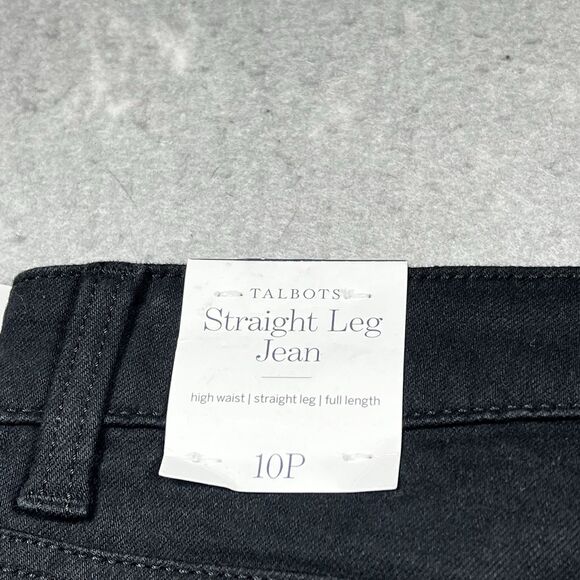 TALBOTS
Straight Leg
Jean
high waist | straight leg | full length
10P